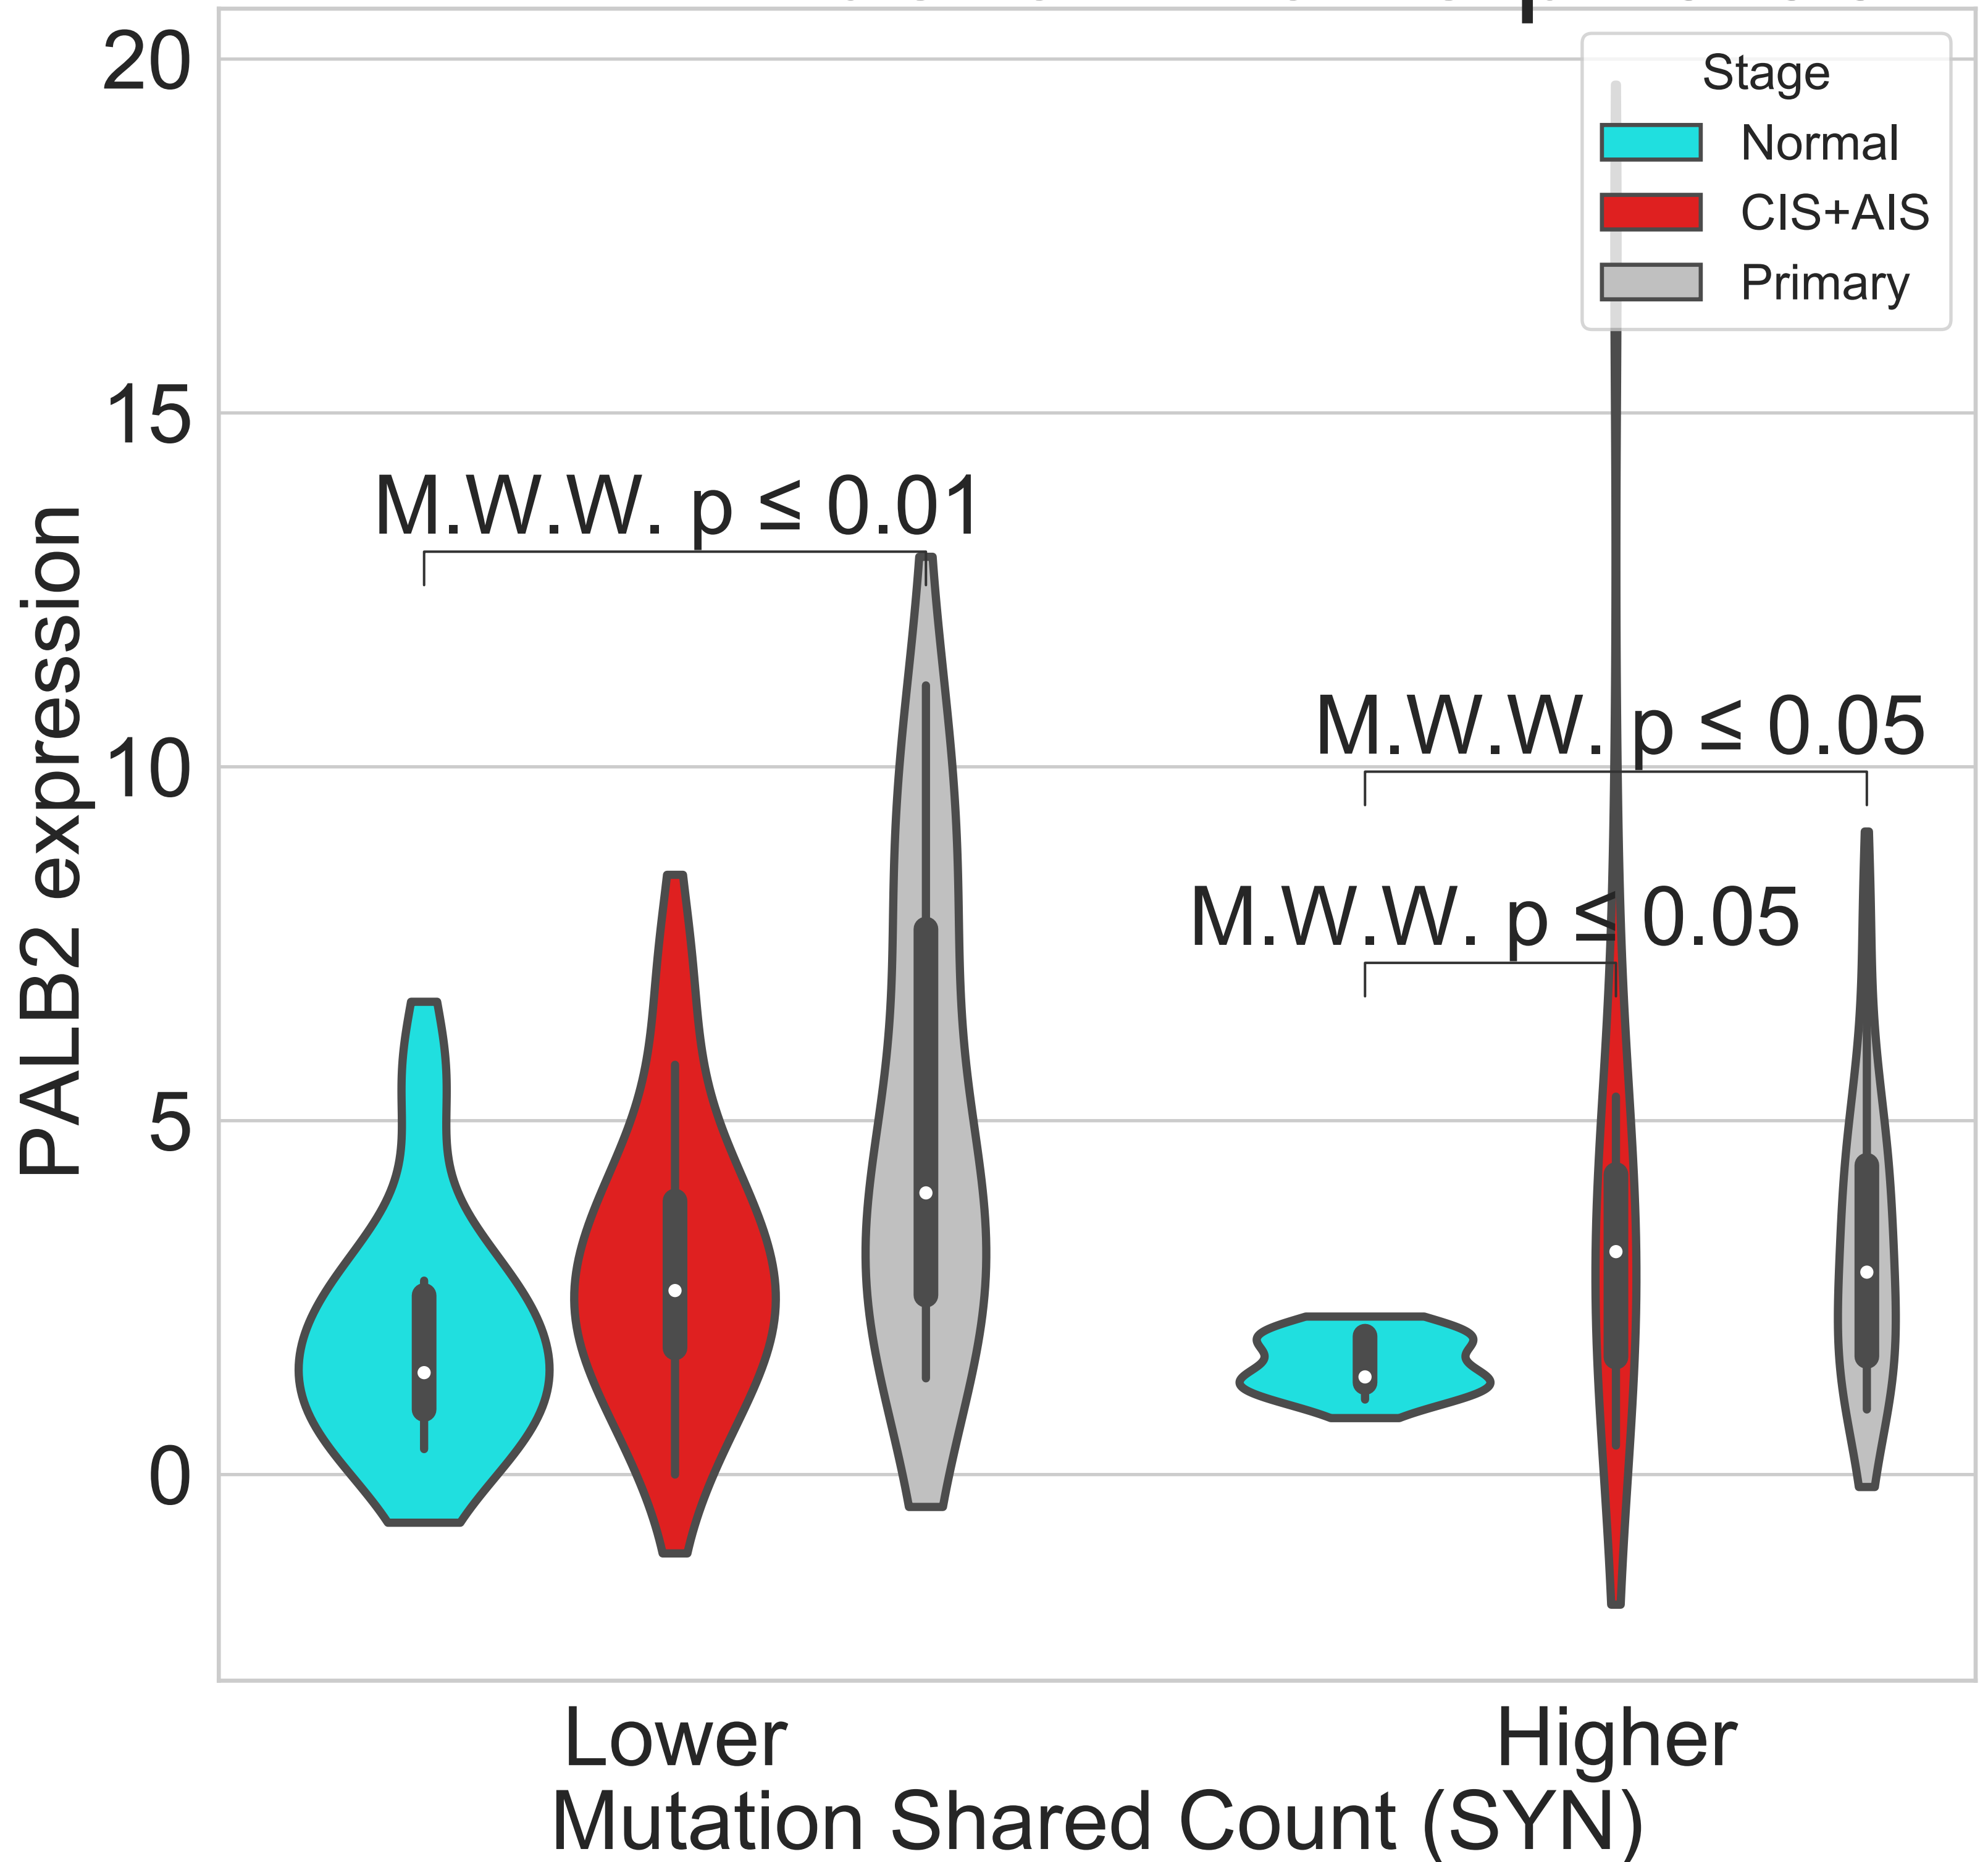 20
15
10
5
0
PALB2 expression
Stage
Normal
CIS+AIS
Primary
M.W.W. p ≤ 0.01
M.W.W. p ≤ 0.05
M.W.W. p ≤ 0.05
Lower
Higher
Mutation Shared Count (SYN)